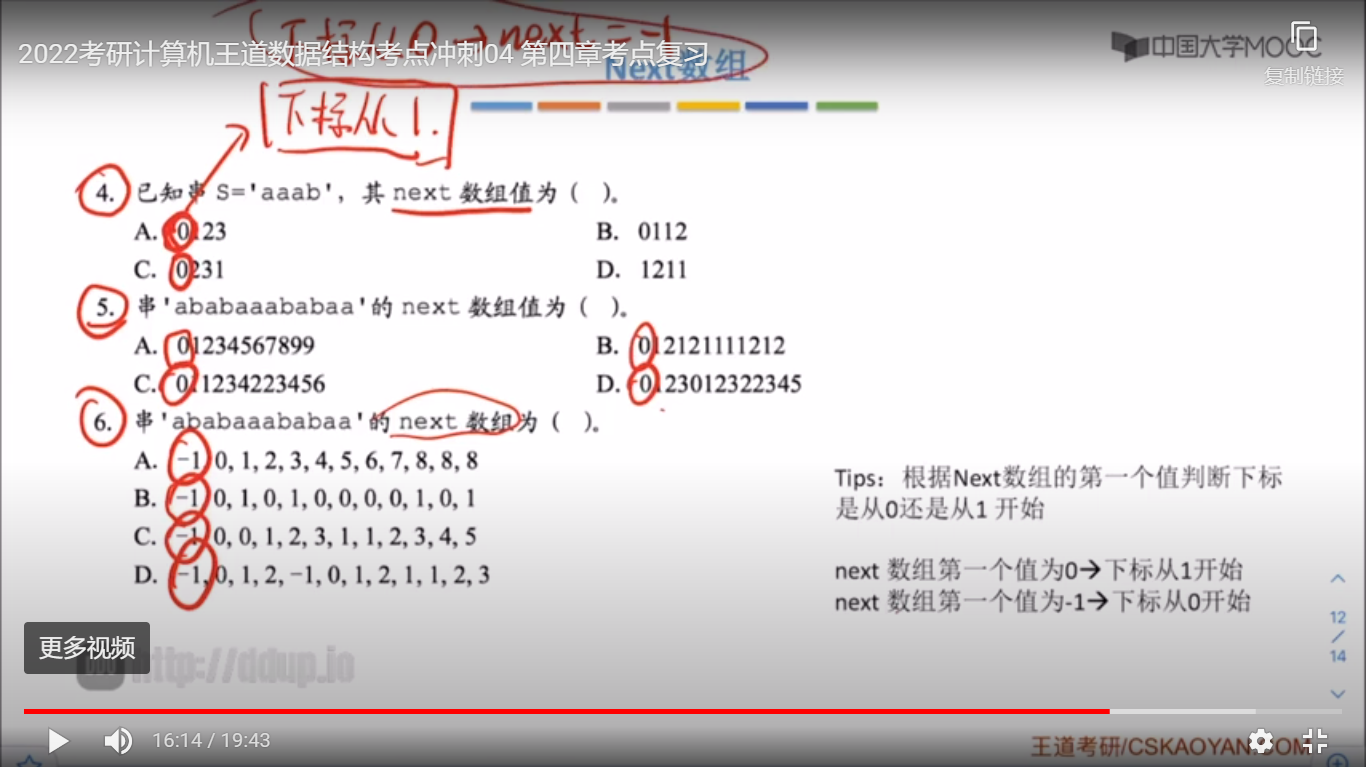 下标从0→next = -1
2022考研计算机王道数据结构考点冲刺04 第四章考点复习
中国大学MOOC
Next数组
复制链接
下标从1.
4. 已知串 S='aaab'，其 next 数组值为（ ）。
A. 0123
B. 0112
C. 0231
D. 1211
5. 串'ababaaababaa'的 next 数组值为（ ）。
A. 01234567899
B. 012121111212
C. 011234223456
D. 0123012322345
6. 串'ababaaababaa'的 next 数组为（ ）。
A. −1, 0, 1, 2, 3, 4, 5, 6, 7, 8, 8, 8
B. −1, 0, 1, 0, 1, 0, 0, 0, 0, 1, 0, 1
C. −1, 0, 0, 1, 2, 3, 1, 1, 2, 3, 4, 5
D. −1, 0, 1, 2, −1, 0, 1, 2, 1, 1, 2, 3
Tips：根据Next数组的第一个值判断下标
是从0还是从1 开始
next 数组第一个值为0→下标从1开始
next 数组第一个值为-1→下标从0开始
12
/
14
更多视频
http://ddup.io
16:14 / 19:43
王道考研/CSKAOYAN.COM